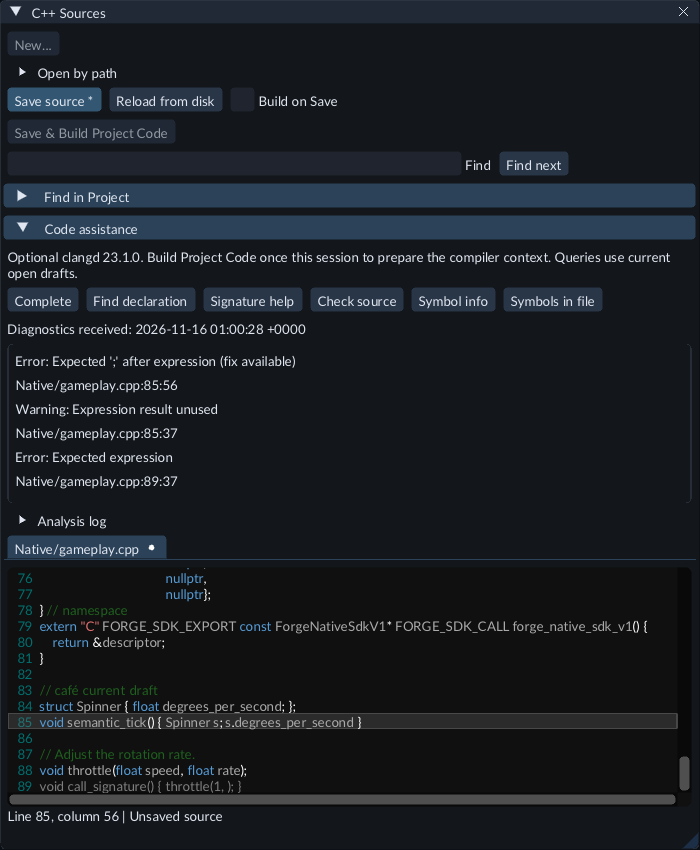 C++ Sources
New...
Open by path
Save source * Reload from disk Build on Save
Save & Build Project Code
Find Find next
Find in Project
Code assistance
Optional clangd 23.1.0. Build Project Code once this session to prepare the compiler context. Queries use current
open drafts.
Complete Find declaration Signature help Check source Symbol info Symbols in file
Diagnostics received: 2026-11-16 01:00:28 +0000
Error: Expected ';' after expression (fix available)
Native/gameplay.cpp:85:56
Warning: Expression result unused
Native/gameplay.cpp:85:37
Error: Expected expression
Native/gameplay.cpp:89:37
Analysis log
Native/gameplay.cpp
76 nullptr,
77 nullptr};
78 } // namespace
79 extern "C" FORGE_SDK_EXPORT const ForgeNativeSdkV1* FORGE_SDK_CALL forge_native_sdk_v1() {
80 return &descriptor;
81 }
82
83 // café current draft
84 struct Spinner { float degrees_per_second; };
85 void semantic_tick() { Spinner s; s.degrees_per_second }
86
87 // Adjust the rotation rate.
88 void throttle(float speed, float rate);
89 void call_signature() { throttle(1, ); }
Line 85, column 56 | Unsaved source